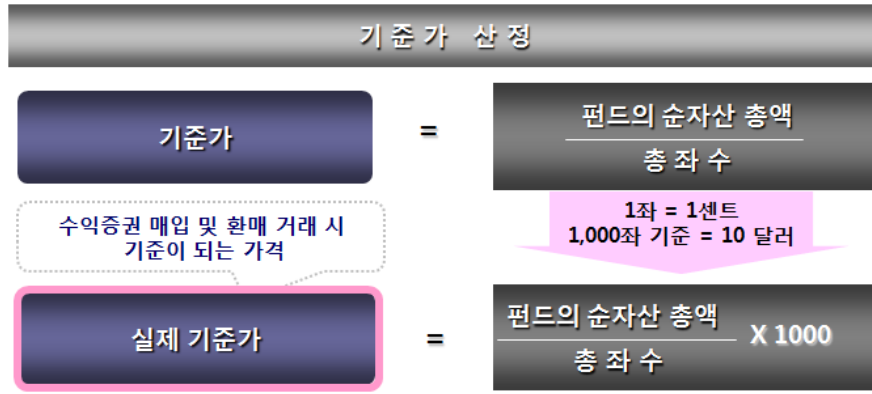 기준가 산정
기준가
=
펀드의 순자산 총액
총 좌 수
수익증권 매입 및 환매 거래 시
기준이 되는 가격
1좌 = 1센트
1,000좌 기준 = 10 달러
실제 기준가
=
펀드의 순자산 총액
총 좌 수
X 1000